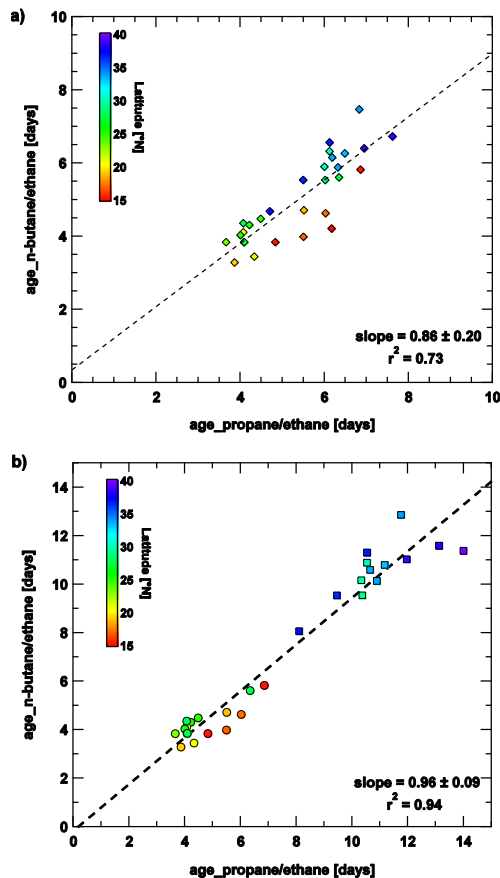 a)
10
8
6
4
2
0
age_n-butane/ethane [days]
40
35
30
25
20
15
Latitude [°N]
slope = 0.86 ± 0.20
r² = 0.73
0 2 4 6 8 10
age_propane/ethane [days]
b)
14
12
10
8
6
4
2
0
age_n-butane/ethane [days]
40
35
30
25
20
15
Latitude [°N]
slope = 0.96 ± 0.09
r² = 0.94
0 2 4 6 8 10 12 14
age_propane/ethane [days]